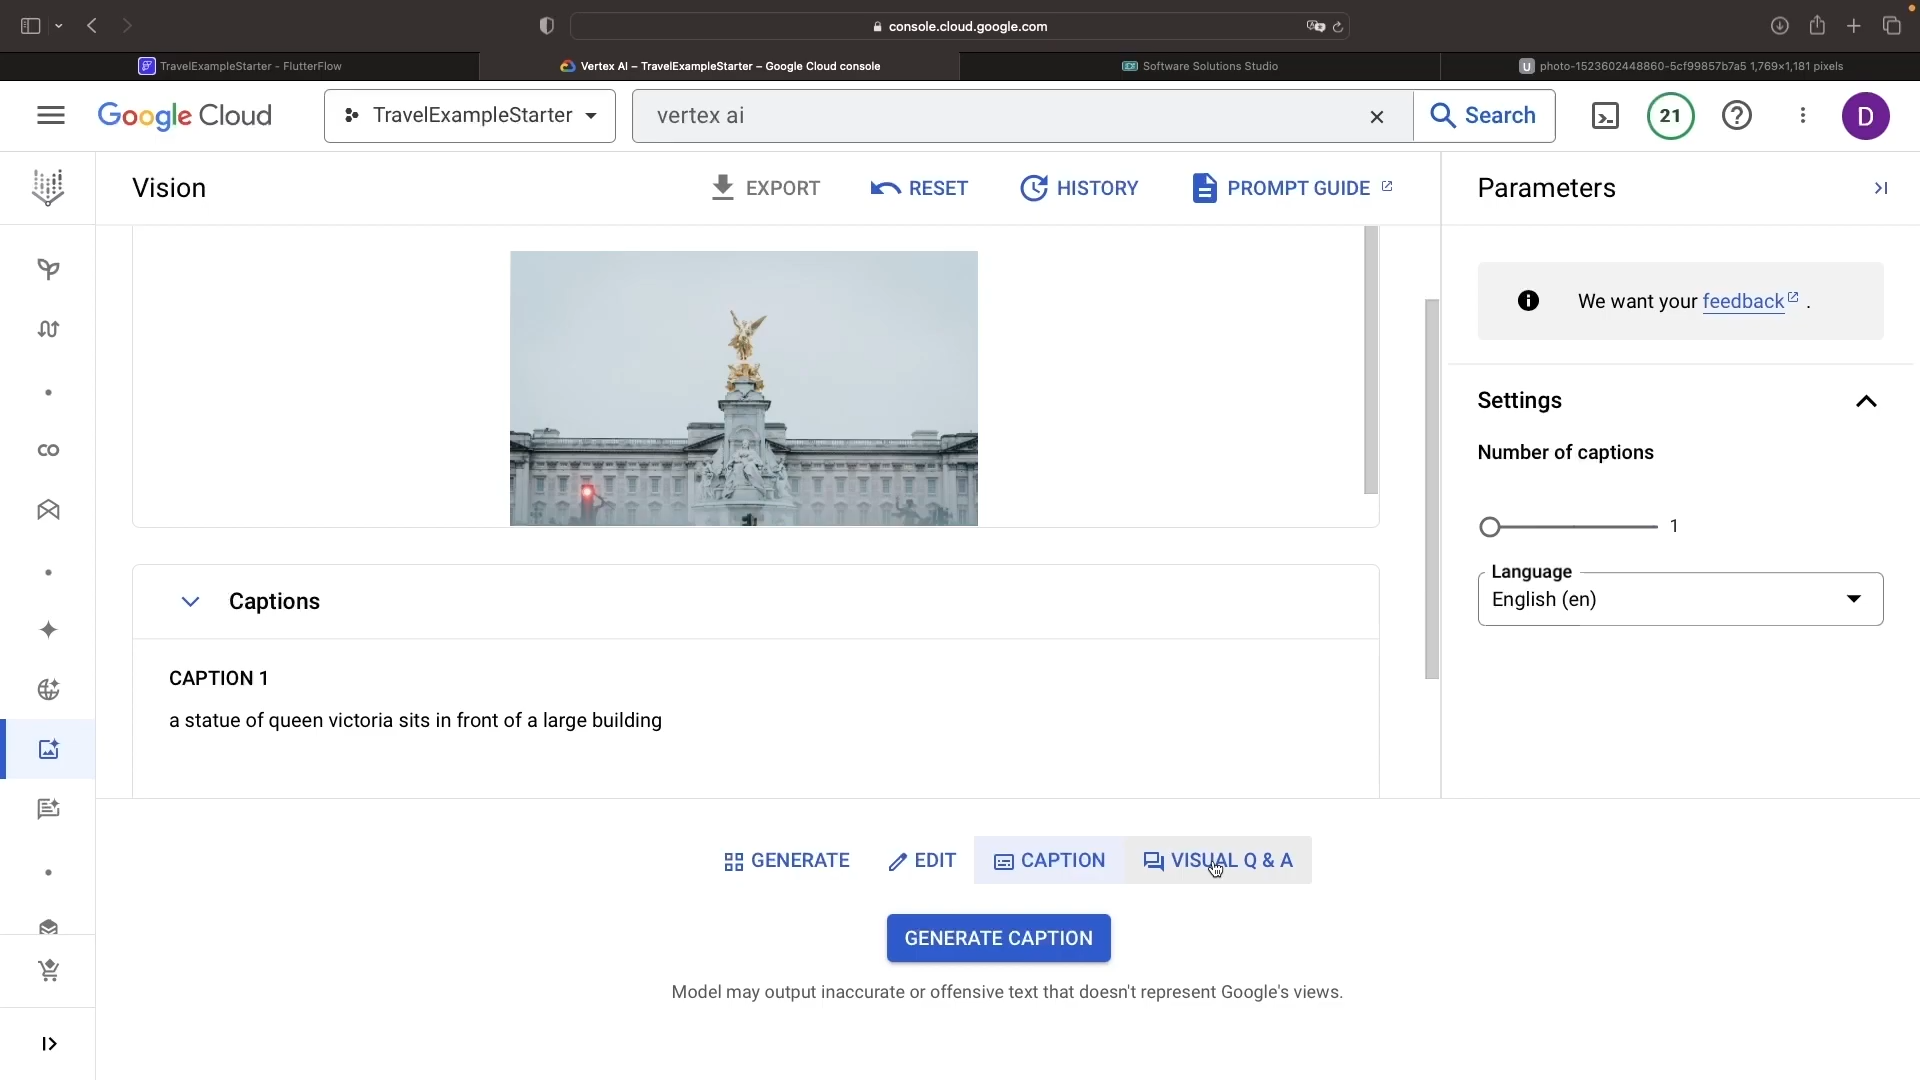 console.cloud.google.com
TravelExampleStarter - FlutterFlow
Vertex AI – TravelExampleStarter – Google Cloud console
Software Solutions Studio
U photo-1523602448860-5cf99857b7a5 1,769×1,181 pixels
Google Cloud
TravelExampleStarter
vertex ai
Search
21
D
Vision
EXPORT
RESET
HISTORY
PROMPT GUIDE
Parameters
We want your feedback .
Settings
Number of captions
1
Language
English (en)
Captions
CAPTION 1
a statue of queen victoria sits in front of a large building
GENERATE
EDIT
CAPTION
VISUAL Q & A
GENERATE CAPTION
Model may output inaccurate or offensive text that doesn't represent Google's views.